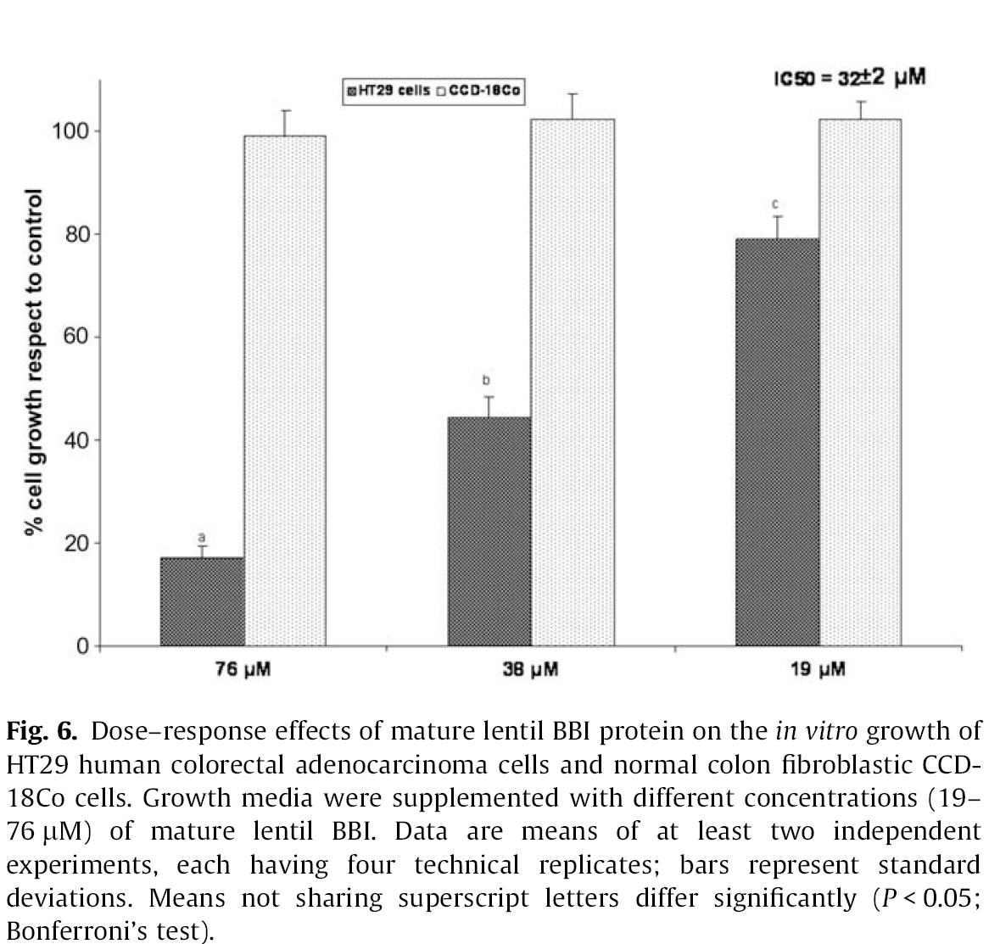 IC50 = 32±2 µM
HT29 cells CCD-18Co
% cell growth respect to control
100
80
60
40
20
0
a
b
c
76 µM
38 µM
19 µM
Fig. 6. Dose–response effects of mature lentil BBI protein on the in vitro growth of
HT29 human colorectal adenocarcinoma cells and normal colon fibroblastic CCD-
18Co cells. Growth media were supplemented with different concentrations (19–
76 µM) of mature lentil BBI. Data are means of at least two independent
experiments, each having four technical replicates; bars represent standard
deviations. Means not sharing superscript letters differ significantly (P < 0.05;
Bonferroni’s test).